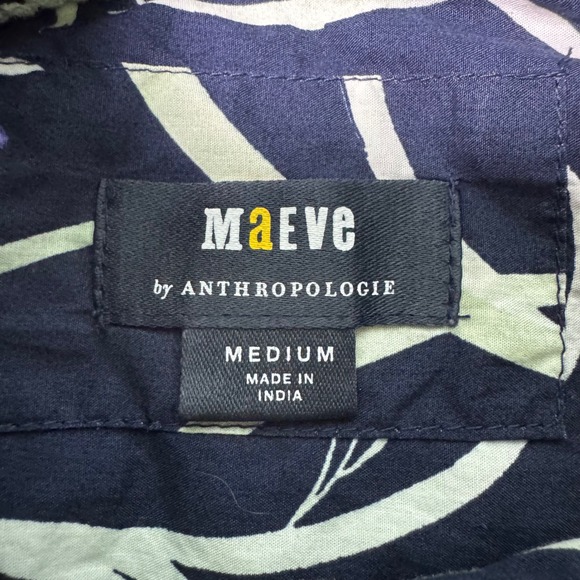 MaEVe
by ANTHROPOLOGIE
MEDIUM
MADE IN
INDIA